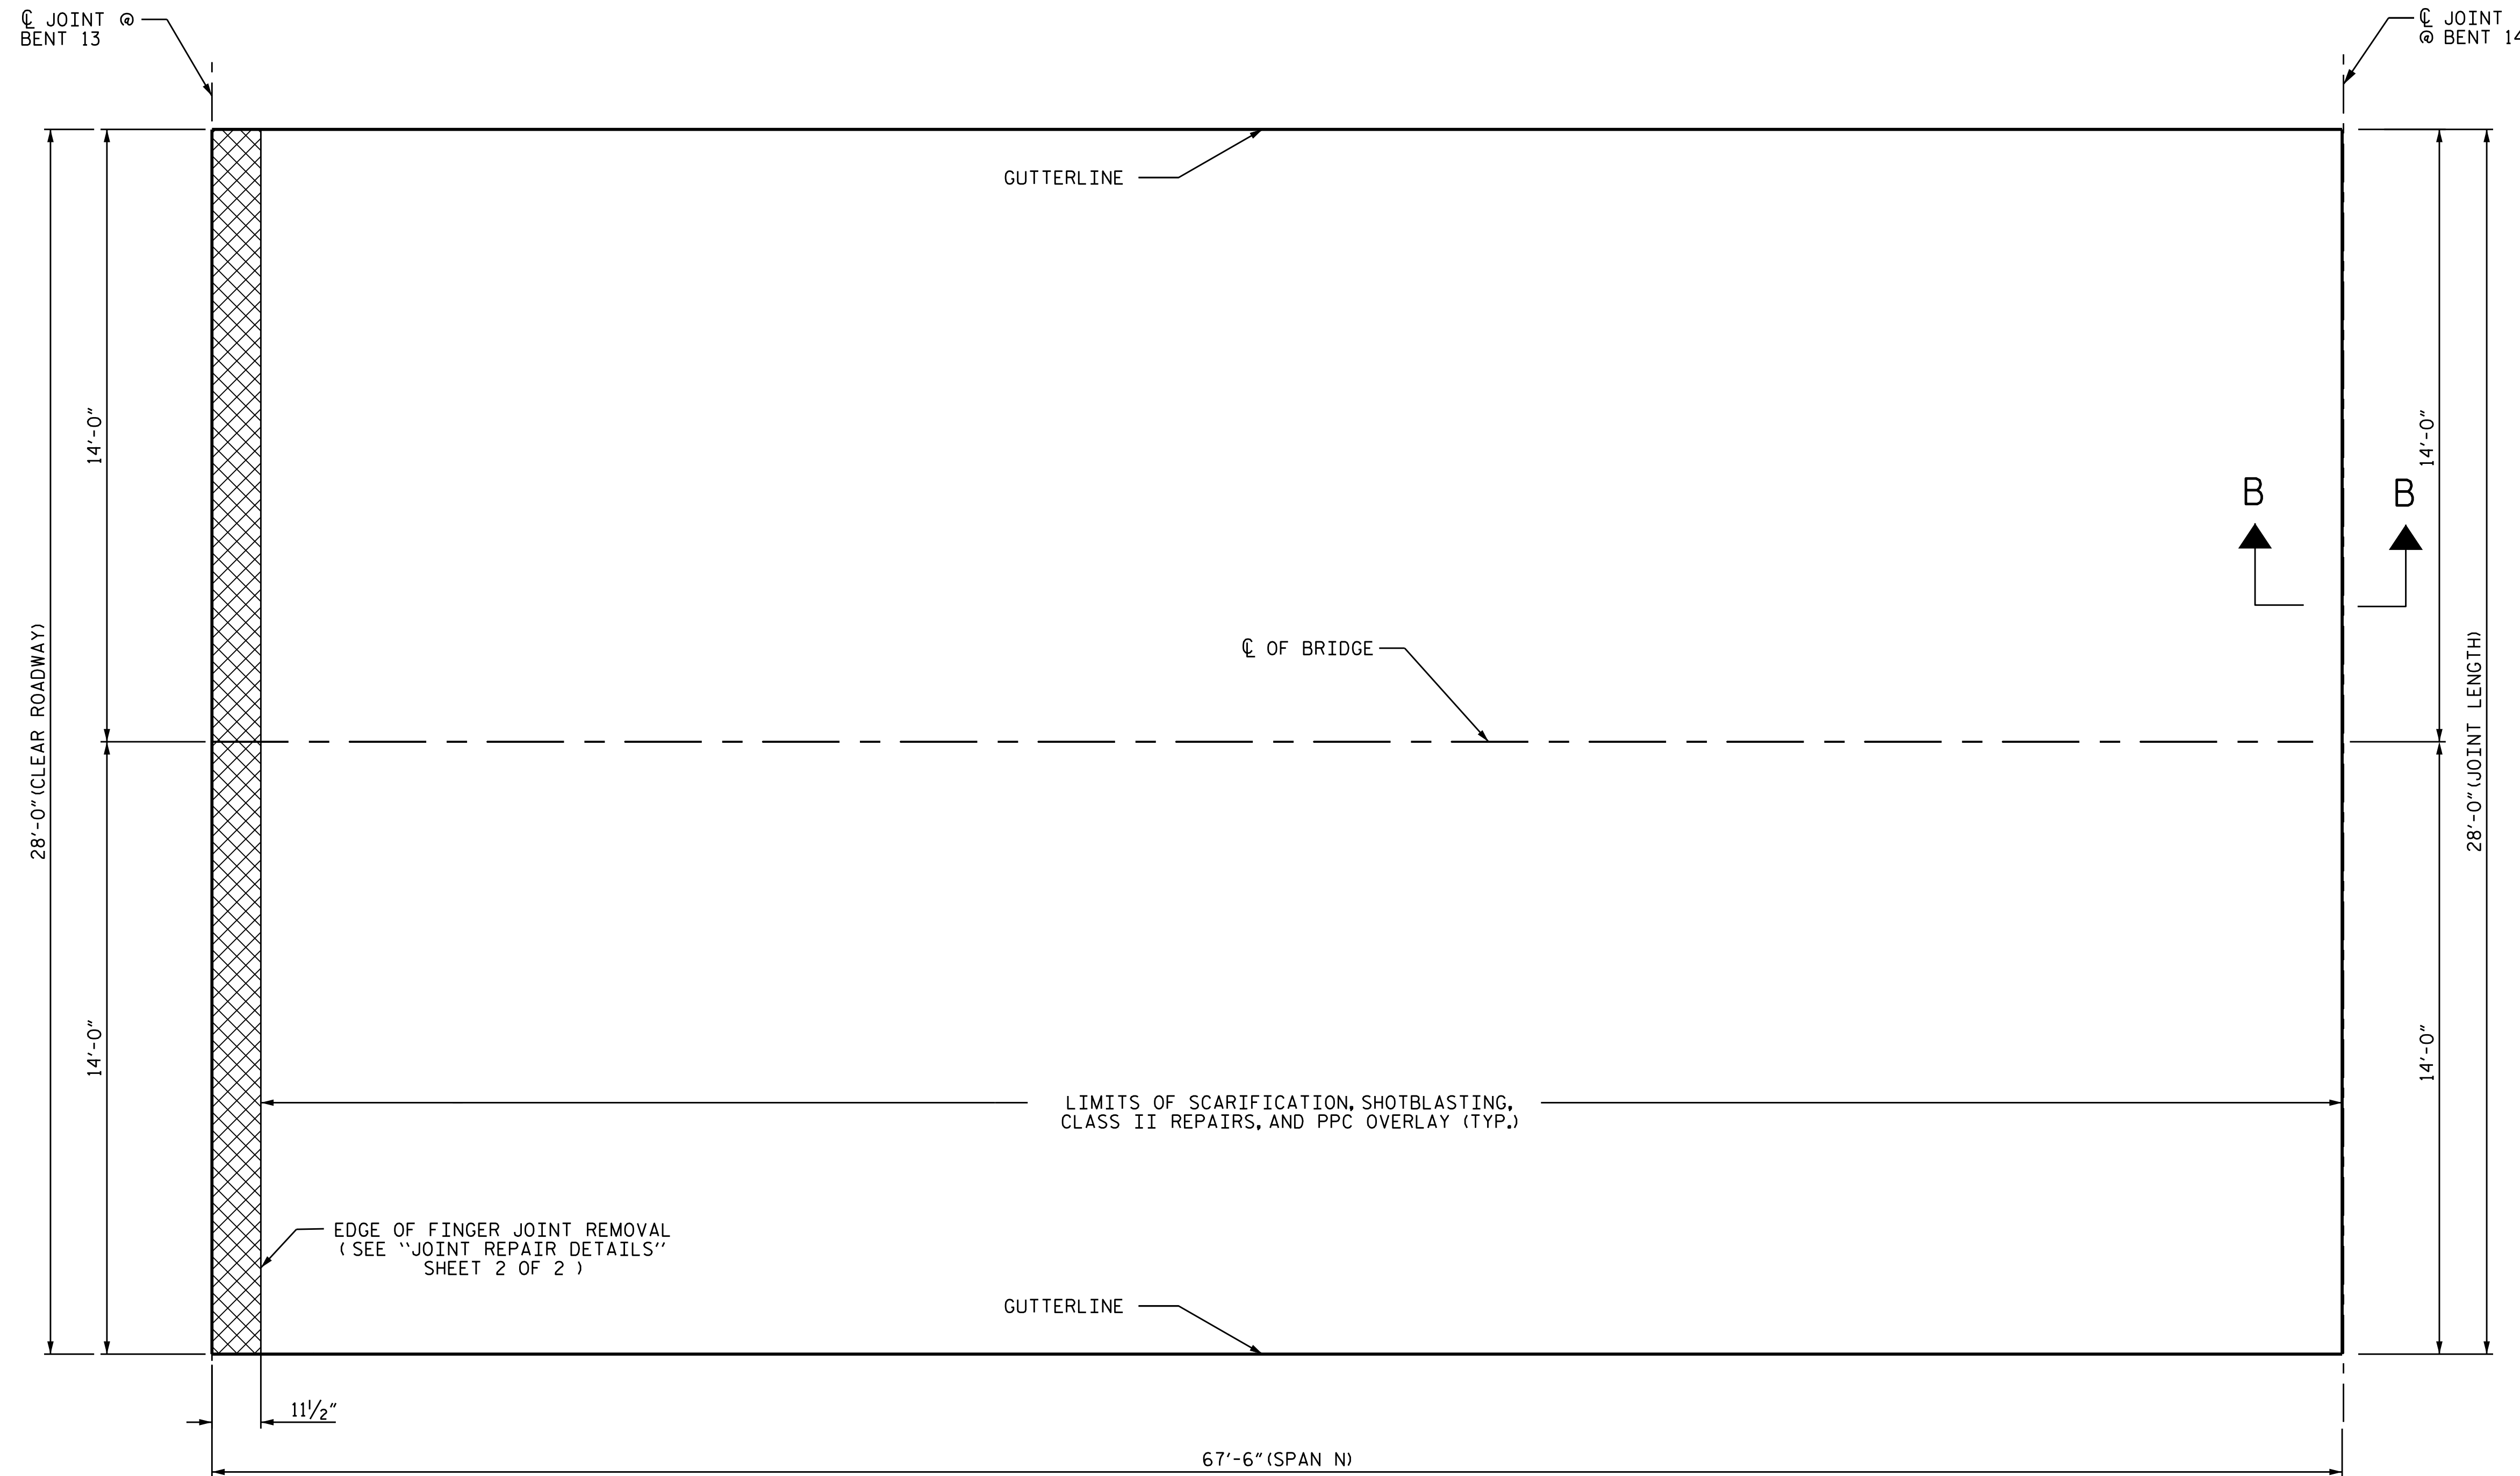 ℄ JOINT @
BENT 13
℄ JOINT
@ BENT 14
GUTTERLINE
14'-0"
14'-0"
B
B
28'-0"(CLEAR ROADWAY)
℄ OF BRIDGE
28'-0"(JOINT LENGTH)
14'-0"
14'-0"
LIMITS OF SCARIFICATION, SHOTBLASTING,
CLASS II REPAIRS, AND PPC OVERLAY (TYP.)
EDGE OF FINGER JOINT REMOVAL
( SEE ``JOINT REPAIR DETAILS''
SHEET 2 OF 2 )
GUTTERLINE
11½"
67'-6"(SPAN N)